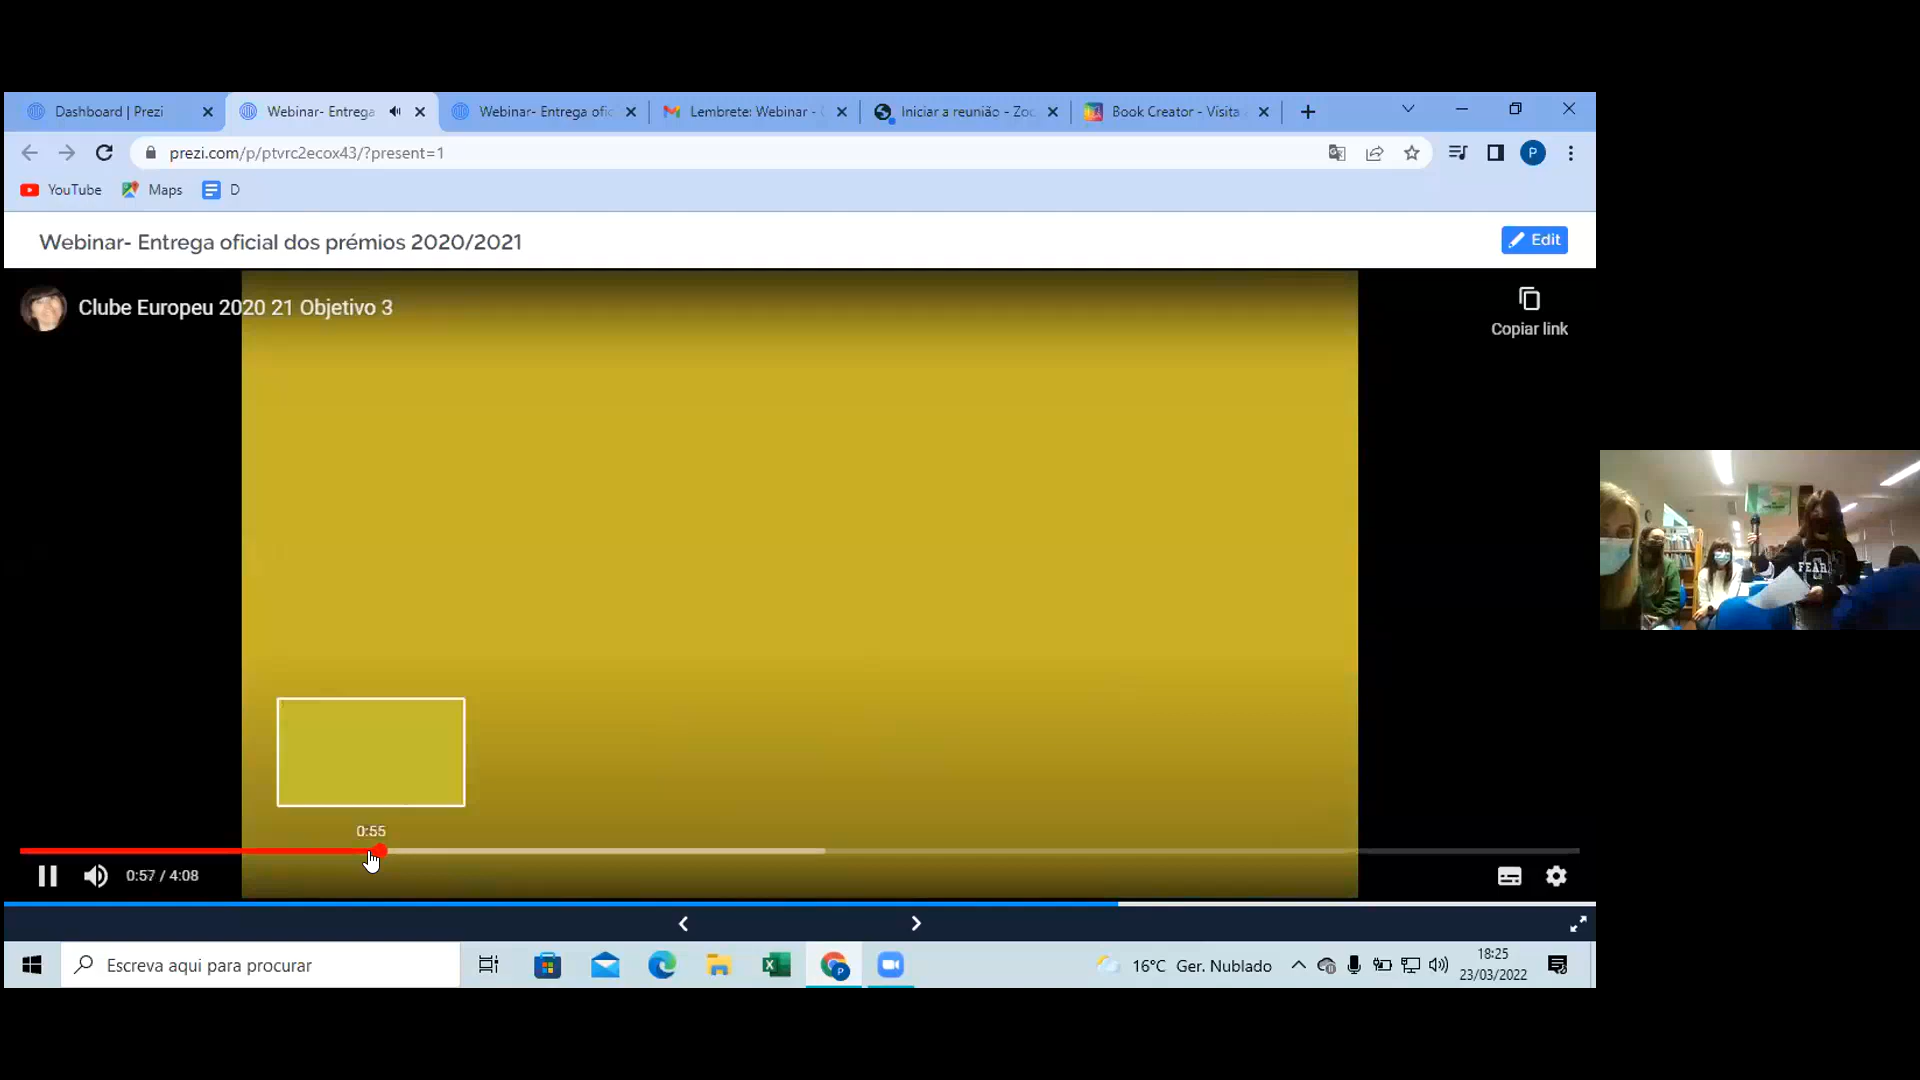 Dashboard | Prezi
Webinar- Entrega
Webinar- Entrega ofic
Lembrete: Webinar -
Iniciar a reunião - Zoo
Book Creator - Visita
prezi.com/p/ptvrc2ecox43/?present=1
P
YouTube
Maps
D
Webinar- Entrega oficial dos prémios 2020/2021
Edit
Clube Europeu 2020 21 Objetivo 3
Copiar link
FEAR
0:55
0:57 / 4:08
Escreva aqui para procurar
16°C Ger. Nublado
18:25
23/03/2022